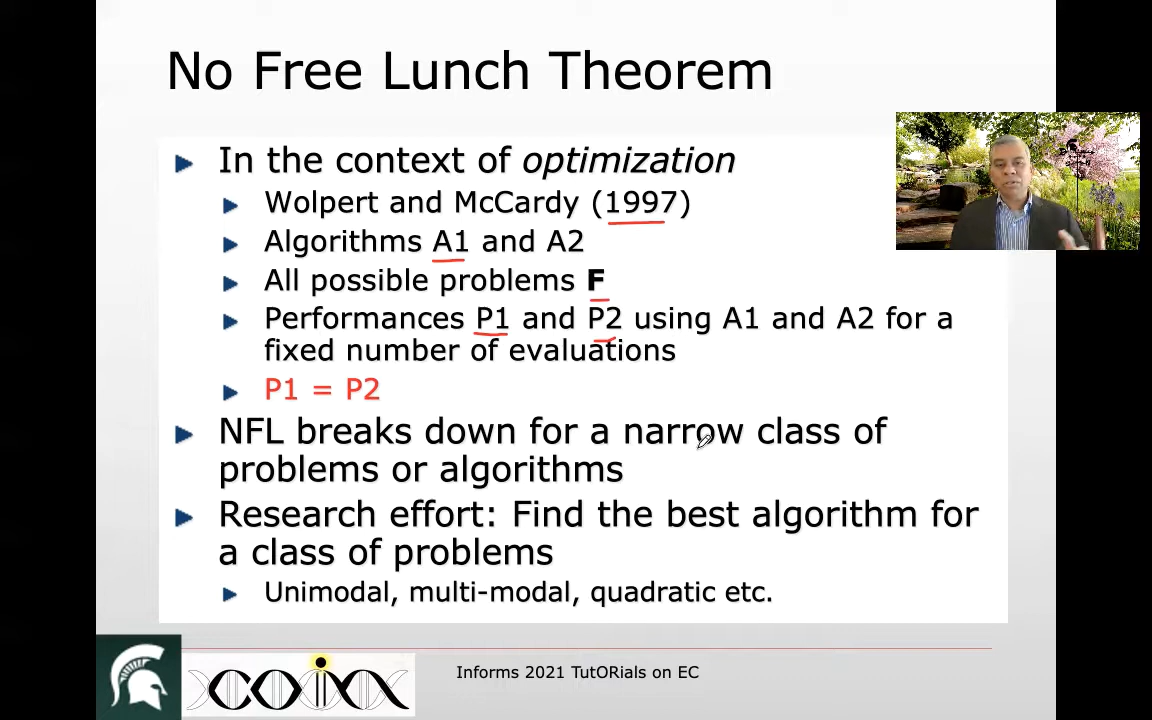 No Free Lunch Theorem
In the context of optimization
Wolpert and McCardy (1997)
Algorithms A1 and A2
All possible problems F
Performances P1 and P2 using A1 and A2 for a
fixed number of evaluations
P1 = P2
NFL breaks down for a narrow class of
problems or algorithms
Research effort: Find the best algorithm for
a class of problems
Unimodal, multi-modal, quadratic etc.
COIN
Informs 2021 TutORials on EC